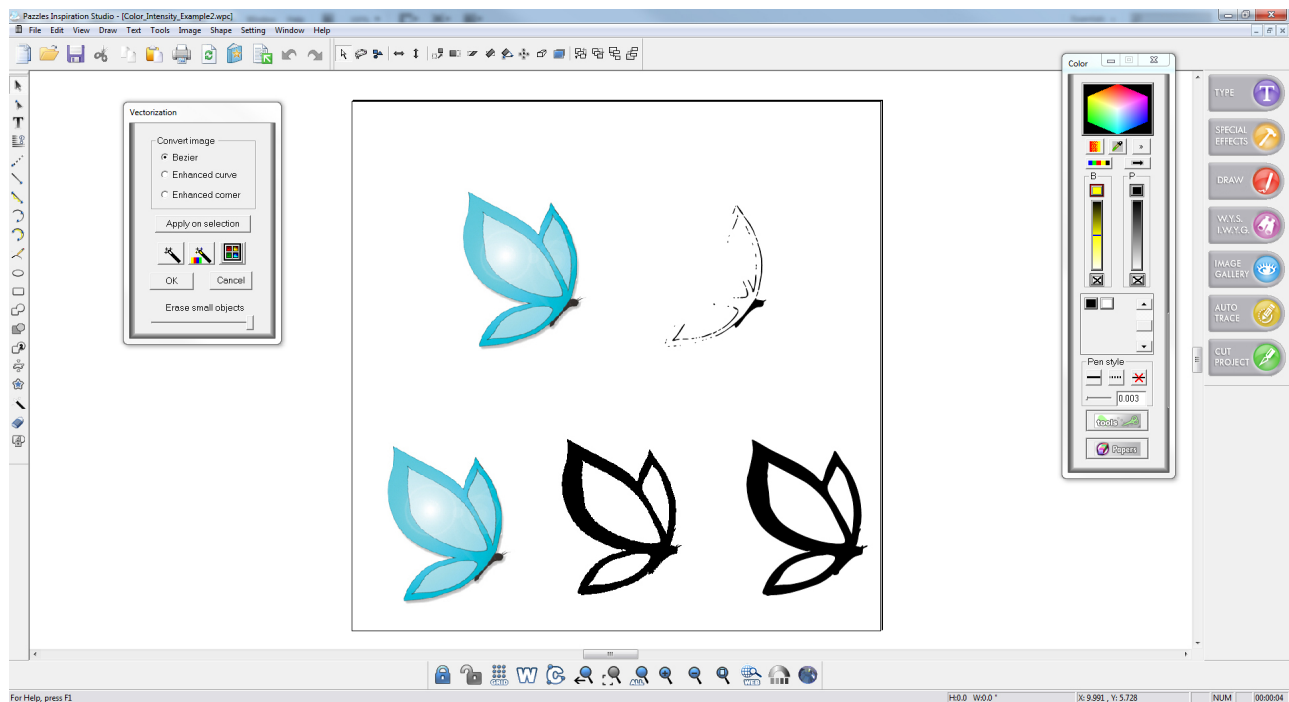 Pazzles Inspiration Studio - [Color_Intensity_Example2.wpc]
File Edit View Draw Text Tools Image Shape Setting Window Help
Vectorization
Convert image
Bezier
Enhanced curve
Enhanced corner
Apply on selection
OK Cancel
Erase small objects
Color
B P
Pen style
0.003
tools
Papers
TYPE T
SPECIAL
EFFECTS
DRAW
W.Y.S.
I.W.Y.G.
IMAGE
GALLERY
AUTO
TRACE
CUT
PROJECT
GRID W C ALL WEB
For Help, press F1 H:0.0 W:0.0 " X: 9.991 , Y: 5.728 NUM 00:00:04